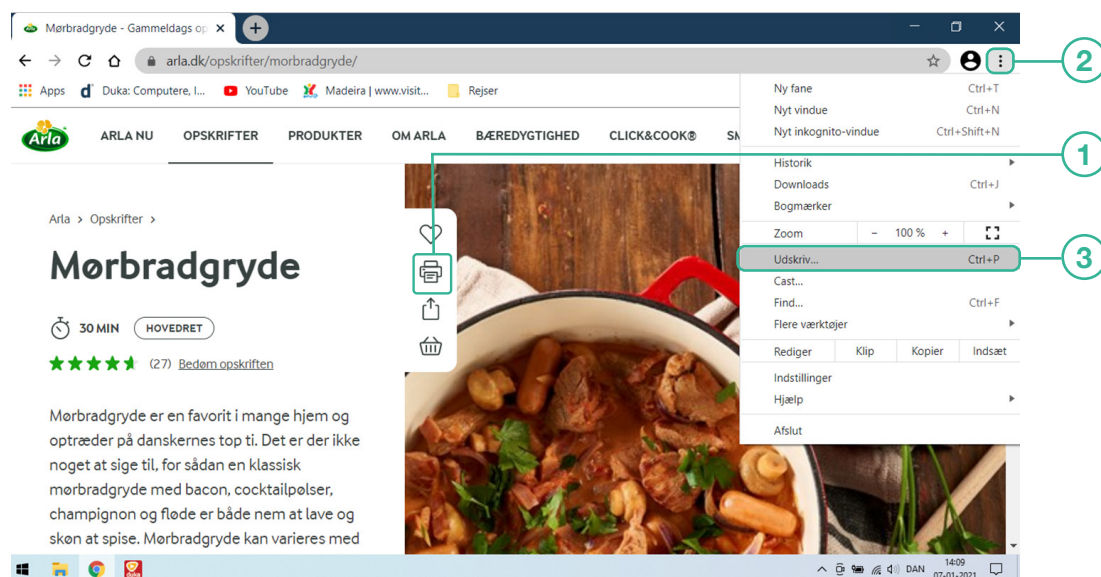 Mørbradgryde - Gammeldags op
arla.dk/opskrifter/morbradgryde/
2
Apps Duka: Computere, I... YouTube Madeira | www.visit... Rejser
Arla ARLA NU OPSKRIFTER PRODUKTER OM ARLA BÆREDYGTIGHED CLICK&COOK® SM
Ny fane Ctrl+T
Nyt vindue Ctrl+N
Nyt inkognito-vindue Ctrl+Shift+N
1
Historik
Downloads Ctrl+J
Bogmærker
Zoom - 100 % +
Udskriv... Ctrl+P
3
Cast...
Find... Ctrl+F
Flere værktøjer
Rediger Klip Kopier Indsæt
Indstillinger
Hjælp
Afslut
Arla > Opskrifter >
Mørbradgryde
30 MIN HOVEDRET
(27) Bedøm opskriften
Mørbradgryde er en favorit i mange hjem og
optræder på danskernes top ti. Det er der ikke
noget at sige til, for sådan en klassisk
mørbradgryde med bacon, cocktailpølser,
champignon og fløde er både nem at lave og
skøn at spise. Mørbradgryde kan varieres med
duka
DAN
14:09
07-01-2021